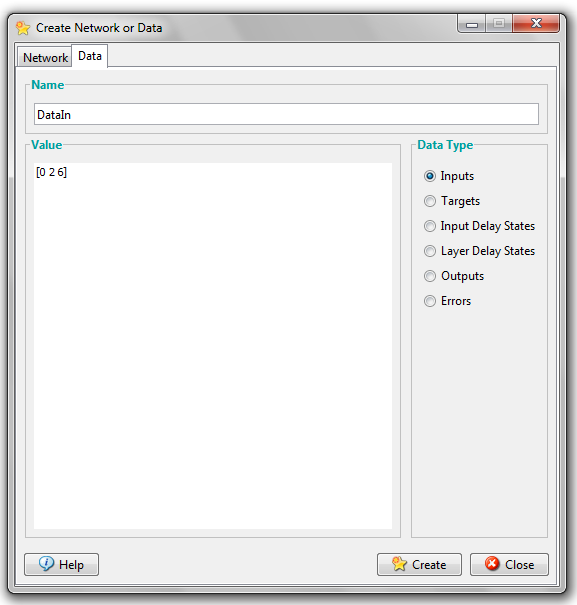 Create Network or Data
Network Data
Name
DataIn
Value
[0 2 6]
Data Type
Inputs
Targets
Input Delay States
Layer Delay States
Outputs
Errors
Help Create Close